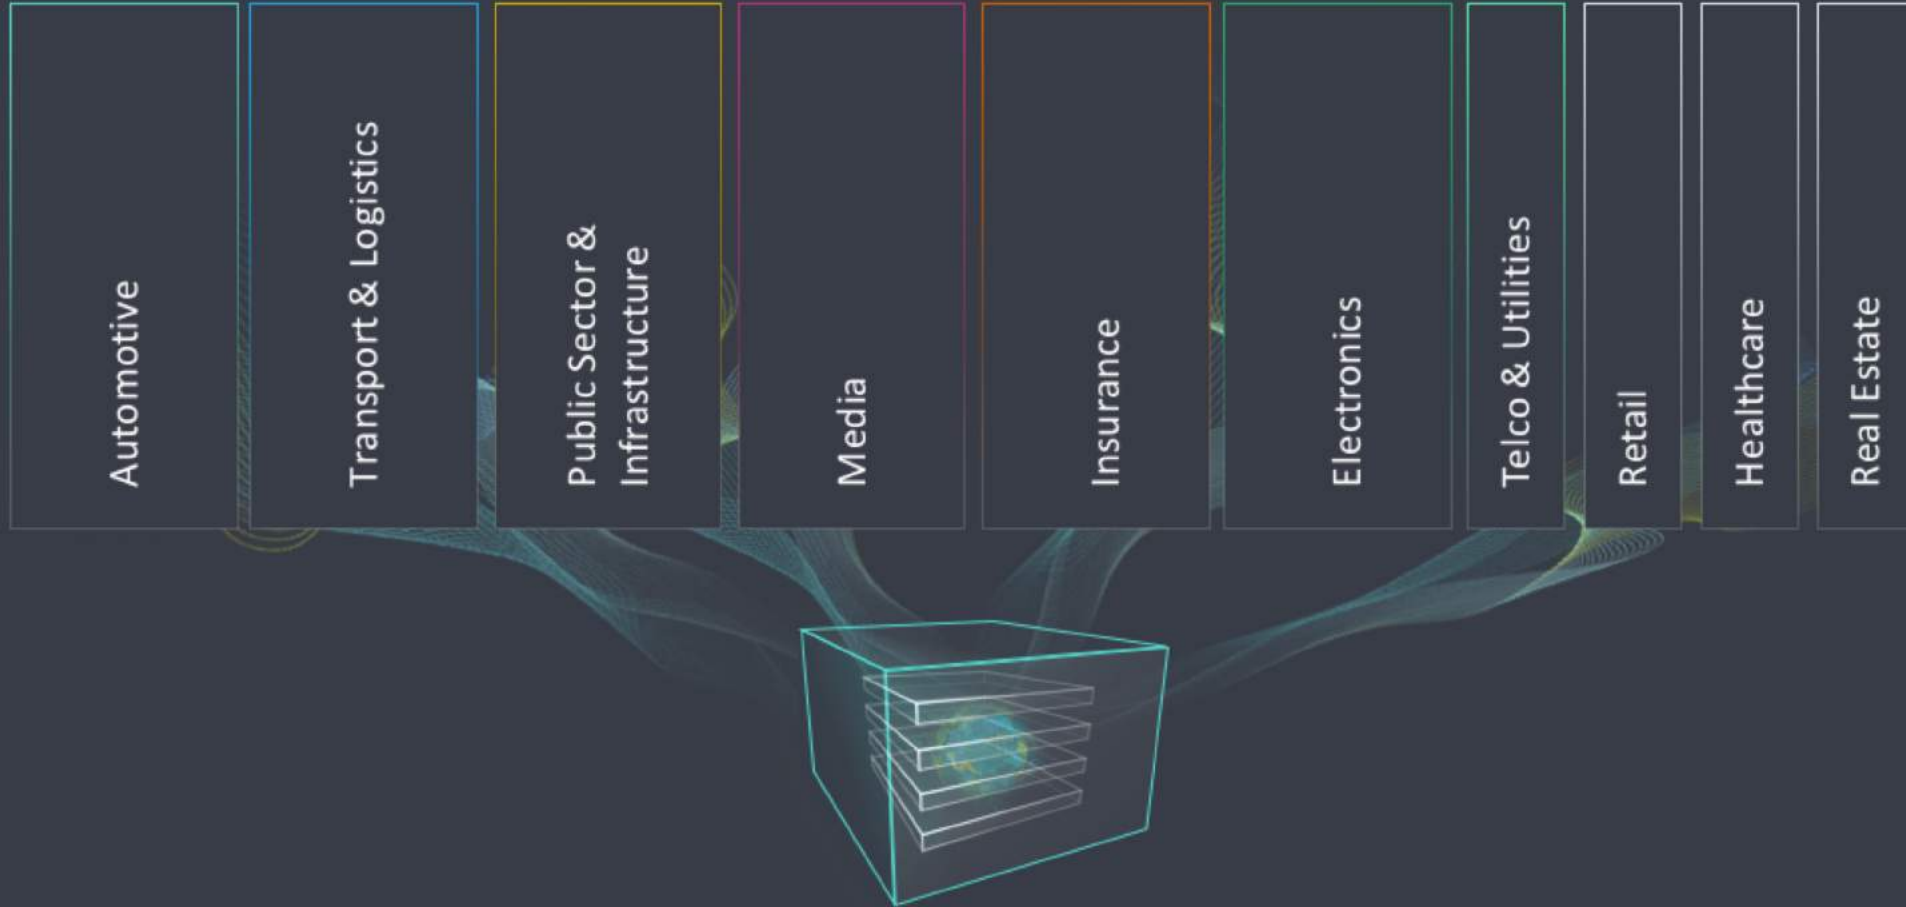 Automotive
Transport & Logistics
Public Sector &
Infrastructure
Media
Insurance
Electronics
Telco & Utilities
Retail
Healthcare
Real Estate